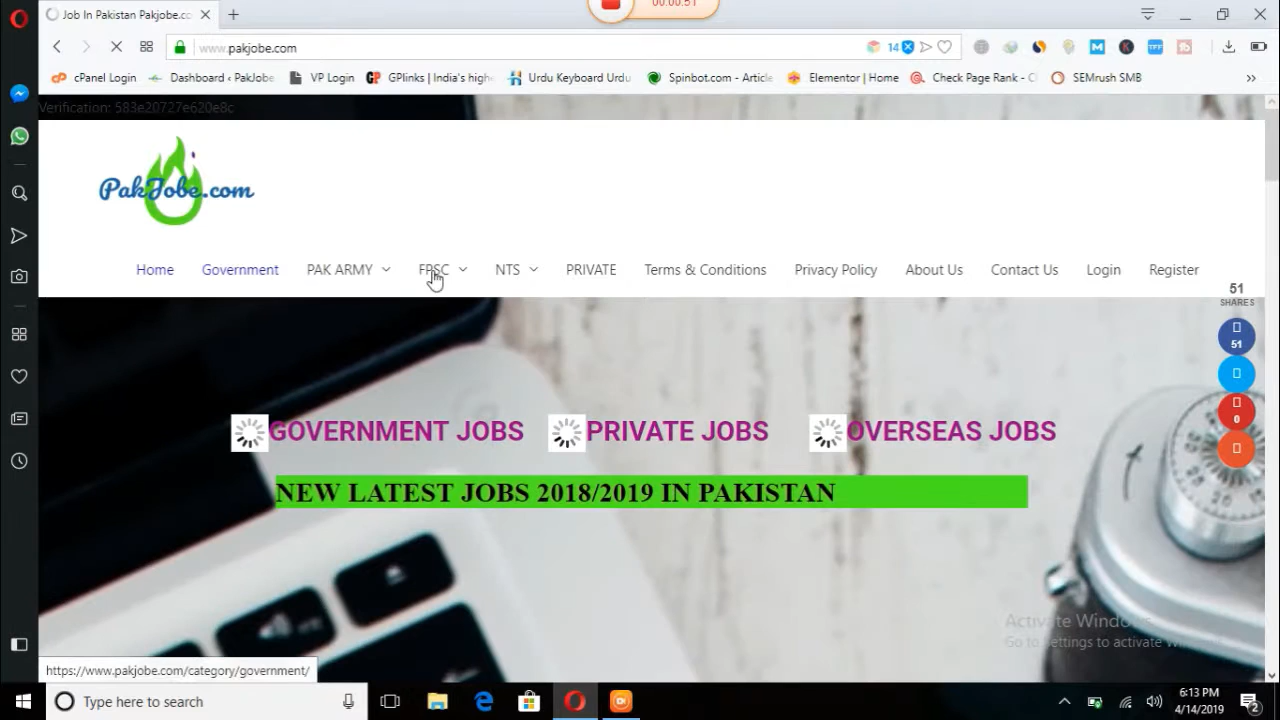 00:00:51
Job In Pakistan Pakjobe.co
www.pakjobe.com
14
cPanel Login
Dashboard ‹ PakJobe
VP Login
GPlinks | India's highe
Urdu Keyboard Urdu
Spinbot.com - Article
Elementor | Home
Check Page Rank - C
SEMrush SMB
Verification: 583e20727e620e8c
PakJobe.com
Home
Government
PAK ARMY
FPSC
NTS
PRIVATE
Terms & Conditions
Privacy Policy
About Us
Contact Us
Login
Register
51
SHARES
51
0
GOVERNMENT JOBS
PRIVATE JOBS
OVERSEAS JOBS
NEW LATEST JOBS 2018/2019 IN PAKISTAN
Activate Windows
Go to Settings to activate
https://www.pakjobe.com/category/government/
Type here to search
6:13 PM
4/14/2019
2